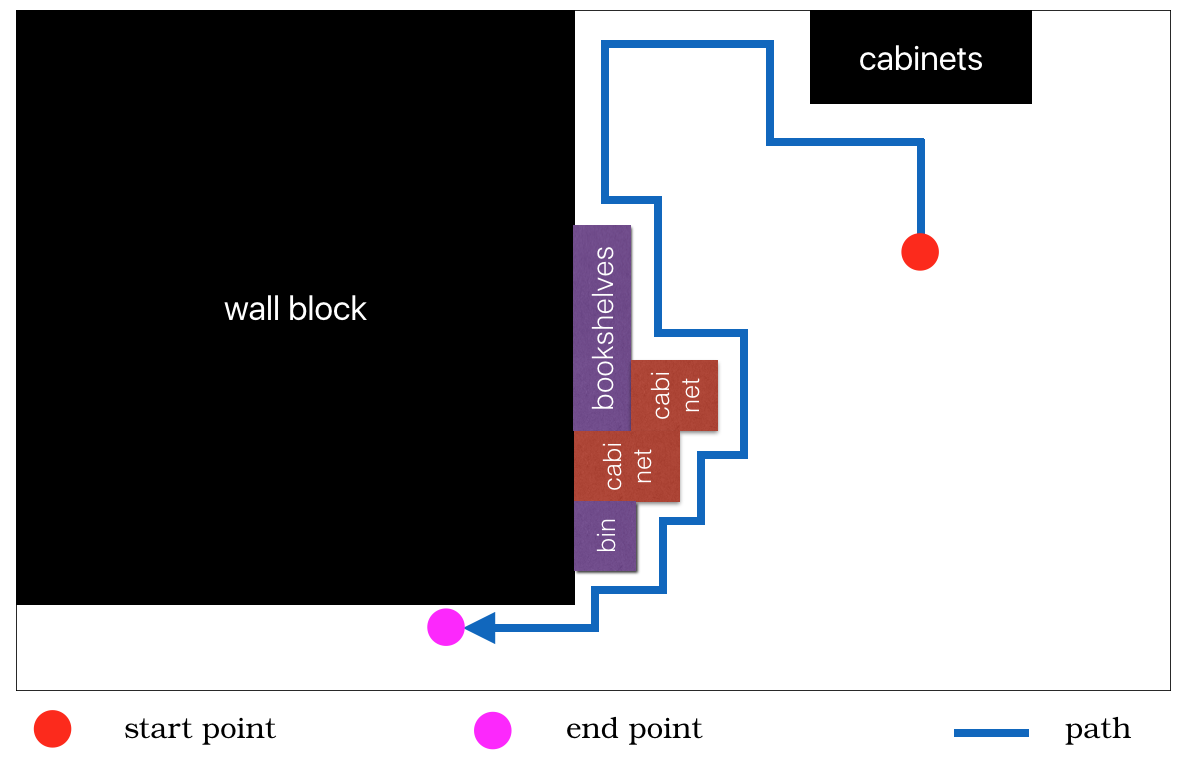 cabinets
wall block
bookshelves
cabi
net
cabi
net
bin
start point
end point
path